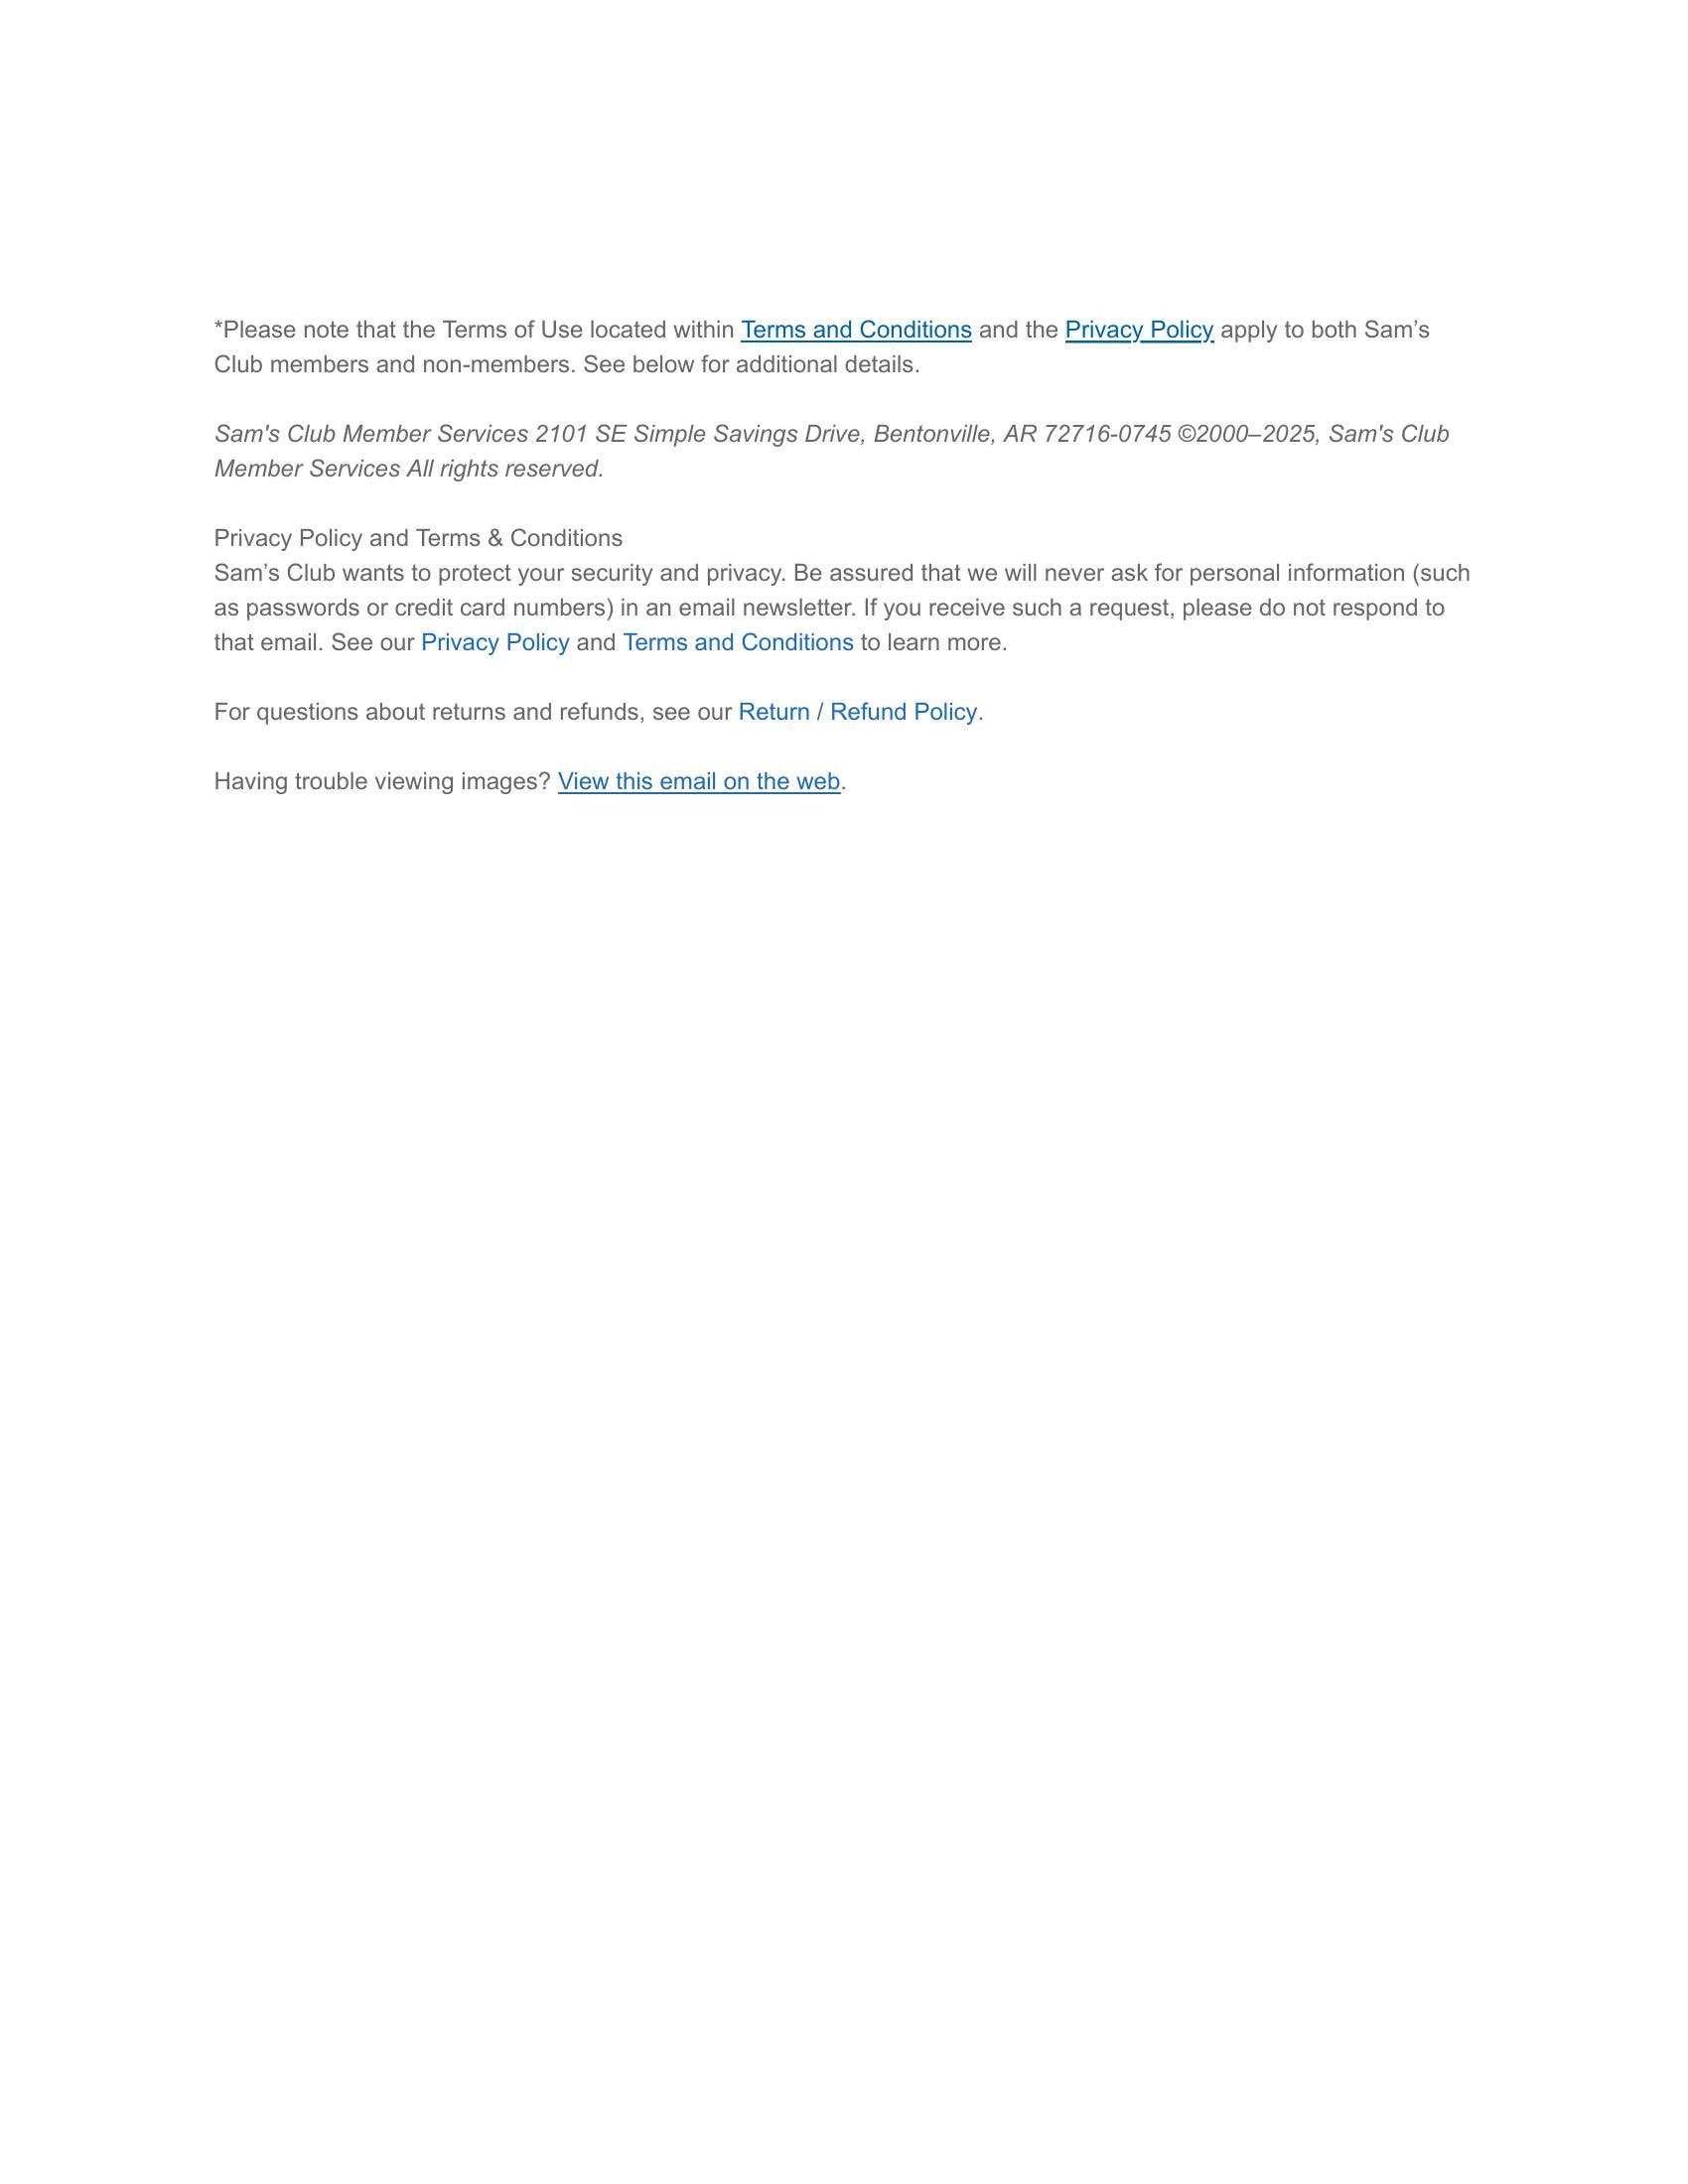 *Please note that the Terms of Use located within Terms and Conditions and the Privacy Policy apply to both Sam’s
Club members and non-members. See below for additional details.
Sam's Club Member Services 2101 SE Simple Savings Drive, Bentonville, AR 72716-0745 ©2000–2025, Sam's Club
Member Services All rights reserved.
Privacy Policy and Terms & Conditions
Sam’s Club wants to protect your security and privacy. Be assured that we will never ask for personal information (such
as passwords or credit card numbers) in an email newsletter. If you receive such a request, please do not respond to
that email. See our Privacy Policy and Terms and Conditions to learn more.
For questions about returns and refunds, see our Return / Refund Policy.
Having trouble viewing images? View this email on the web.